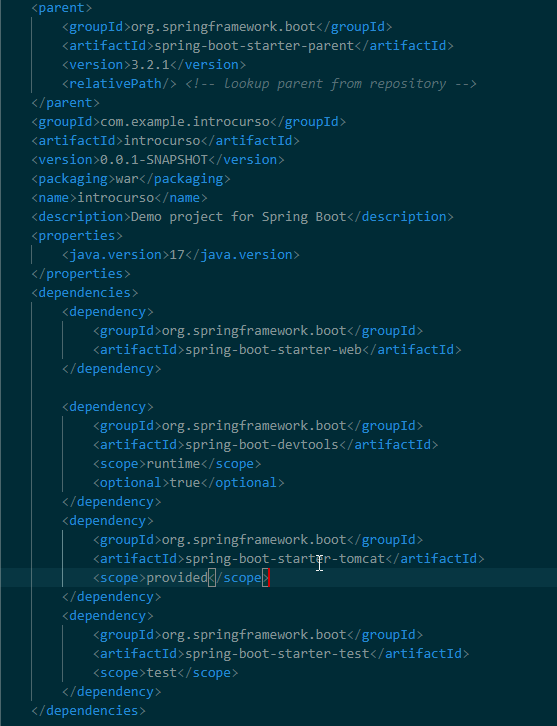 <parent>
<groupId>org.springframework.boot</groupId>
<artifactId>spring-boot-starter-parent</artifactId>
<version>3.2.1</version>
<relativePath/> <!-- lookup parent from repository -->
</parent>
<groupId>com.example.introcurso</groupId>
<artifactId>introcurso</artifactId>
<version>0.0.1-SNAPSHOT</version>
<packaging>war</packaging>
<name>introcurso</name>
<description>Demo project for Spring Boot</description>
<properties>
<java.version>17</java.version>
</properties>
<dependencies>
<dependency>
<groupId>org.springframework.boot</groupId>
<artifactId>spring-boot-starter-web</artifactId>
</dependency>
<dependency>
<groupId>org.springframework.boot</groupId>
<artifactId>spring-boot-devtools</artifactId>
<scope>runtime</scope>
<optional>true</optional>
</dependency>
<dependency>
<groupId>org.springframework.boot</groupId>
<artifactId>spring-boot-starter-tomcat</artifactId>
<scope>provided</scope>
</dependency>
<dependency>
<groupId>org.springframework.boot</groupId>
<artifactId>spring-boot-starter-test</artifactId>
<scope>test</scope>
</dependency>
</dependencies>